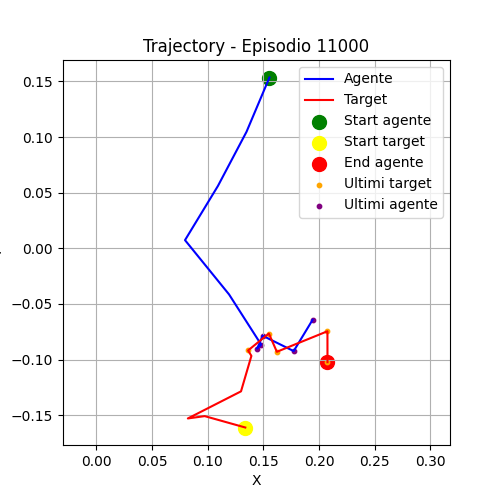 Trajectory - Episodio 11000
Agente
Target
Start agente
Start target
End agente
Ultimi target
Ultimi agente
0.15
0.10
0.05
0.00
−0.05
−0.10
−0.15
0.00 0.05 0.10 0.15 0.20 0.25 0.30
X